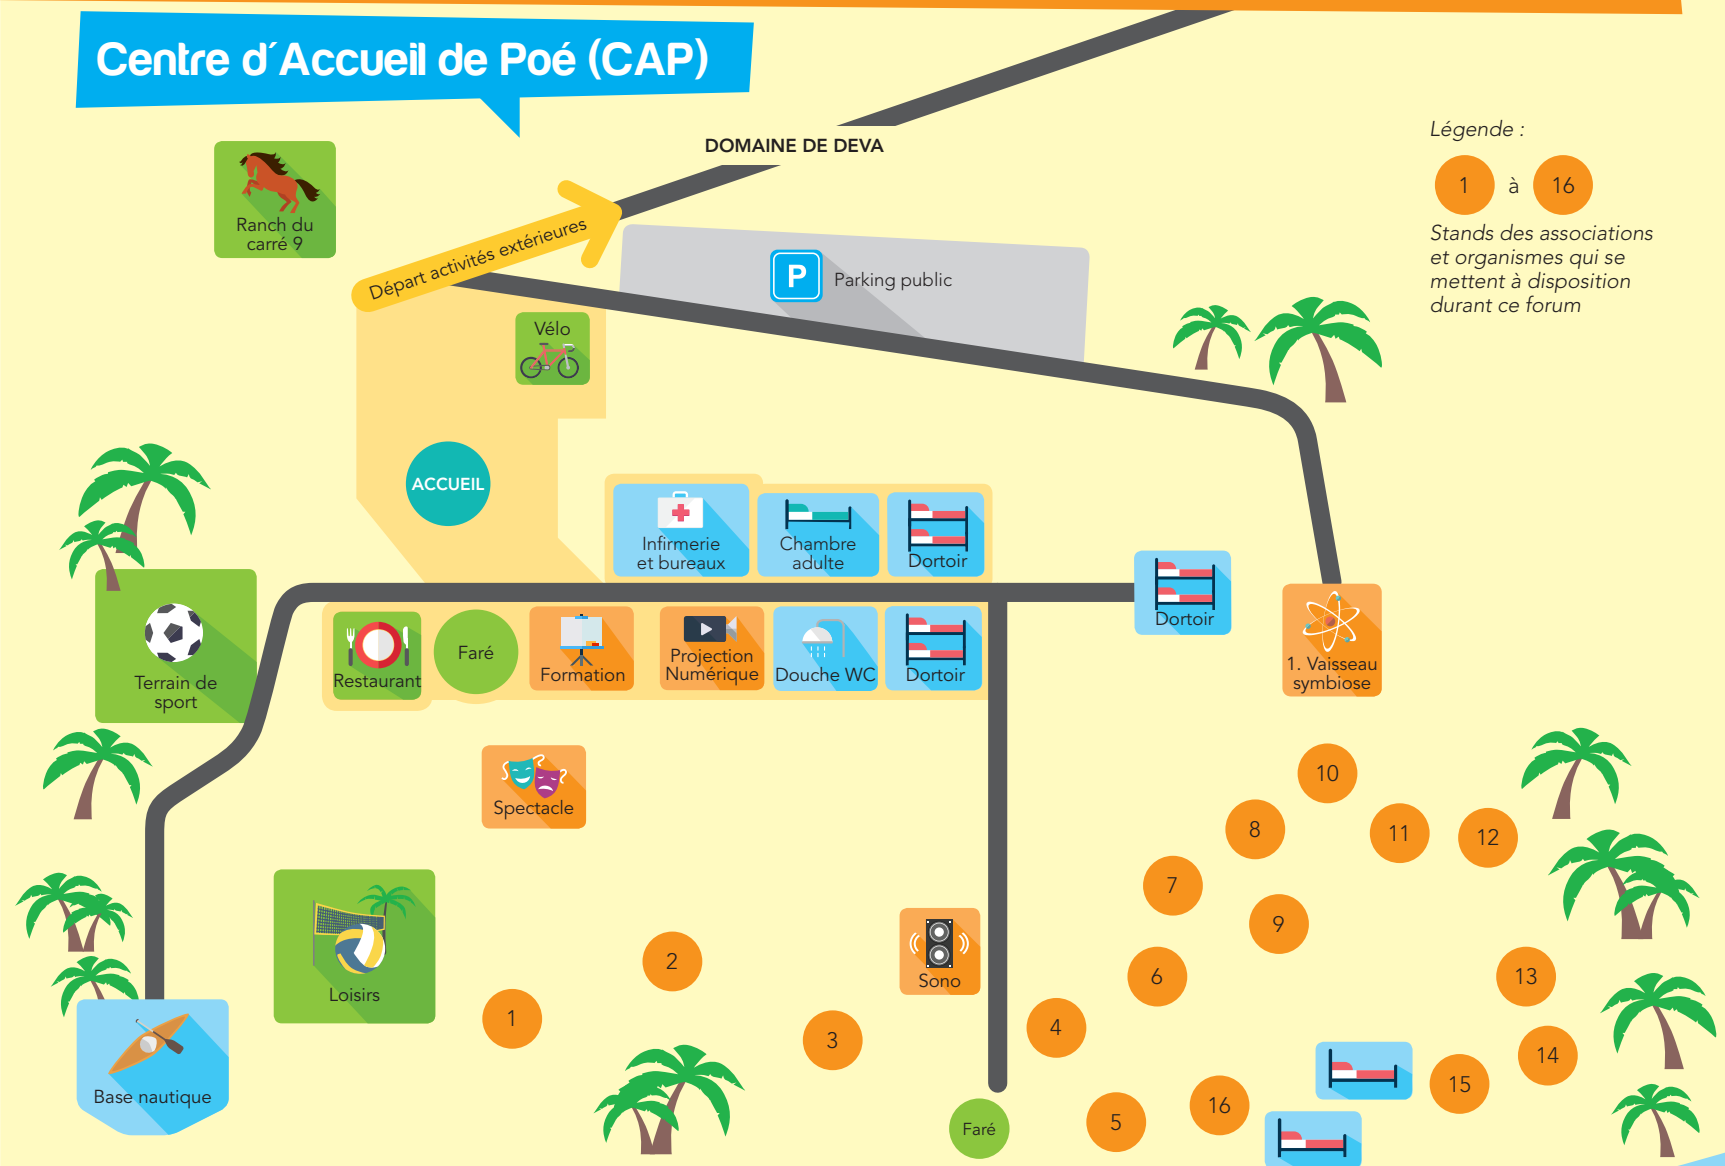 Centre d´Accueil de Poé (CAP)
DOMAINE DE DEVA
Légende :
1
à
16
Stands des associations
et organismes qui se
mettent à disposition
durant ce forum
Ranch du
carré 9
Départ activités extérieures
P
Parking public
Vélo
ACCUEIL
Infirmerie
et bureaux
Chambre
adulte
Dortoir
Dortoir
Terrain de
sport
Restaurant
Faré
Formation
Projection
Numérique
Douche WC
Dortoir
1. Vaisseau
symbiose
Spectacle
10
8
11
12
7
9
Loisirs
2
Sono
6
13
1
3
4
14
Base nautique
15
16
5
Faré